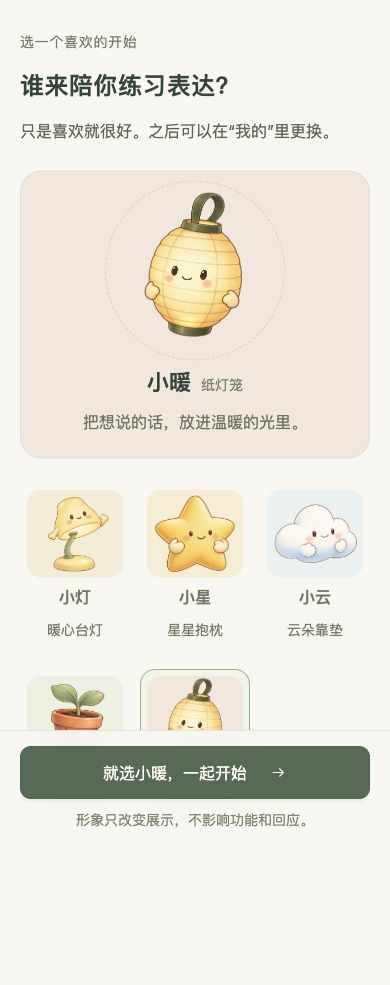 选一个喜欢的开始
谁来陪你练习表达？
只是喜欢就很好。之后可以在“我的”里更换。
小暖 纸灯笼
把想说的话，放进温暖的光里。
小灯 小星 小云
暖心台灯 星星抱枕 云朵靠垫
就选小暖，一起开始 →
形象只改变展示，不影响功能和回应。